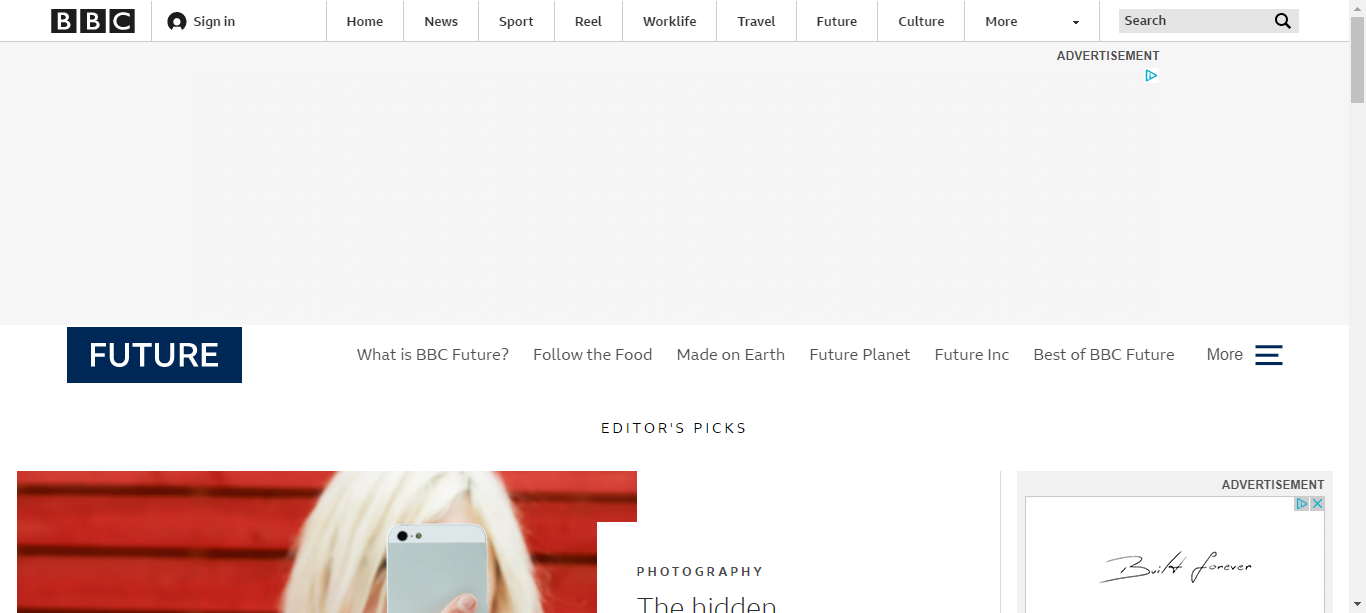 BBC Sign in Home News Sport Reel Worklife Travel Future Culture More Search
ADVERTISEMENT
FUTURE What is BBC Future? Follow the Food Made on Earth Future Planet Future Inc Best of BBC Future More
EDITOR'S PICKS
ADVERTISEMENT
Built forever
PHOTOGRAPHY
The hidden